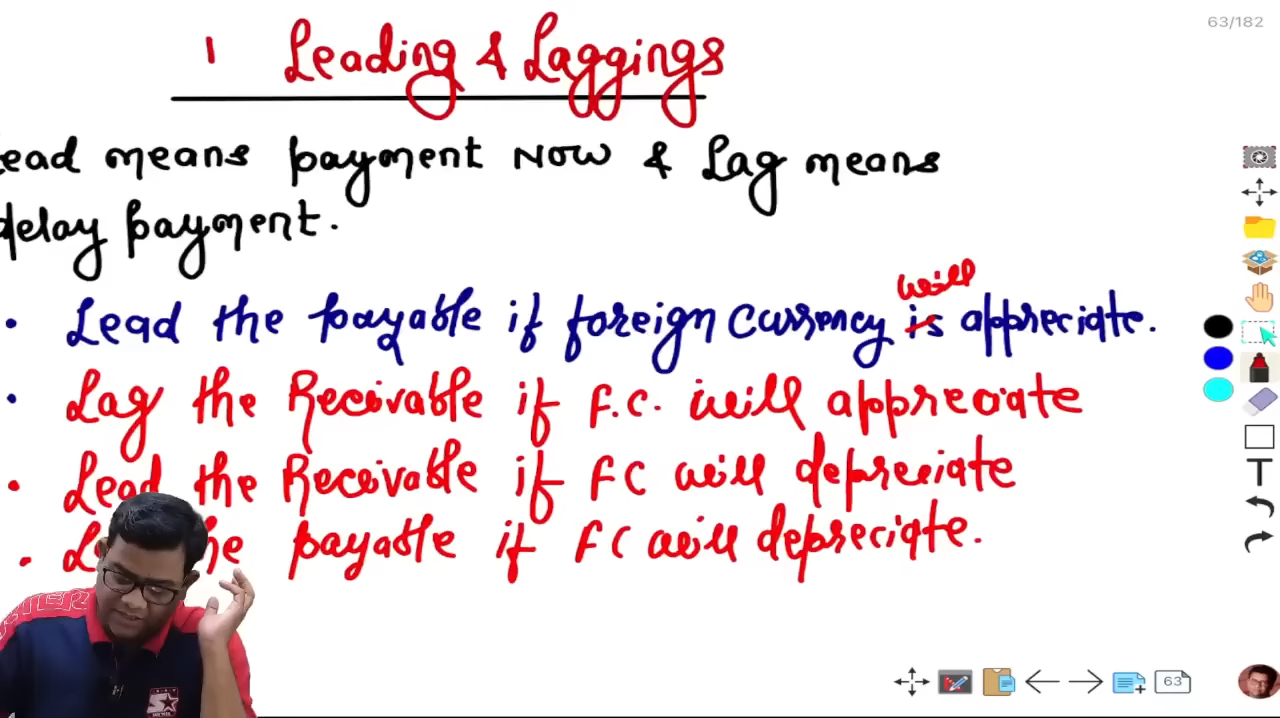 63/182
1 Leading & Laggings
Lead means payment Now & Lag means
delay payment.
will
• Lead the payable if foreign currency is appreciate.
• Lag the Receivable if F.C. will appreciate
• Lead the Receivable if FC will depreciate
• the payable if FC will depreciate.
T
63